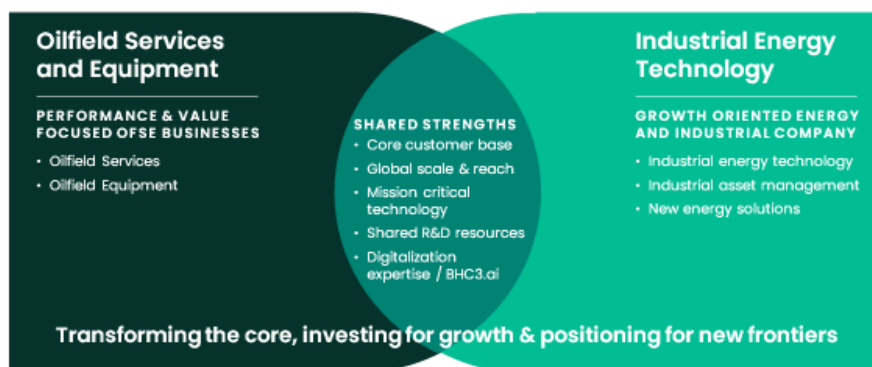 Oilfield Services
and Equipment
PERFORMANCE & VALUE
FOCUSED OFSE BUSINESSES
• Oilfield Services
• Oilfield Equipment
SHARED STRENGTHS
• Core customer base
• Global scale & reach
• Mission critical
technology
• Shared R&D resources
• Digitalization
expertise / BHC3.ai
Industrial Energy
Technology
GROWTH ORIENTED ENERGY
AND INDUSTRIAL COMPANY
• Industrial energy technology
• Industrial asset management
• New energy solutions
Transforming the core, investing for growth & positioning for new frontiers